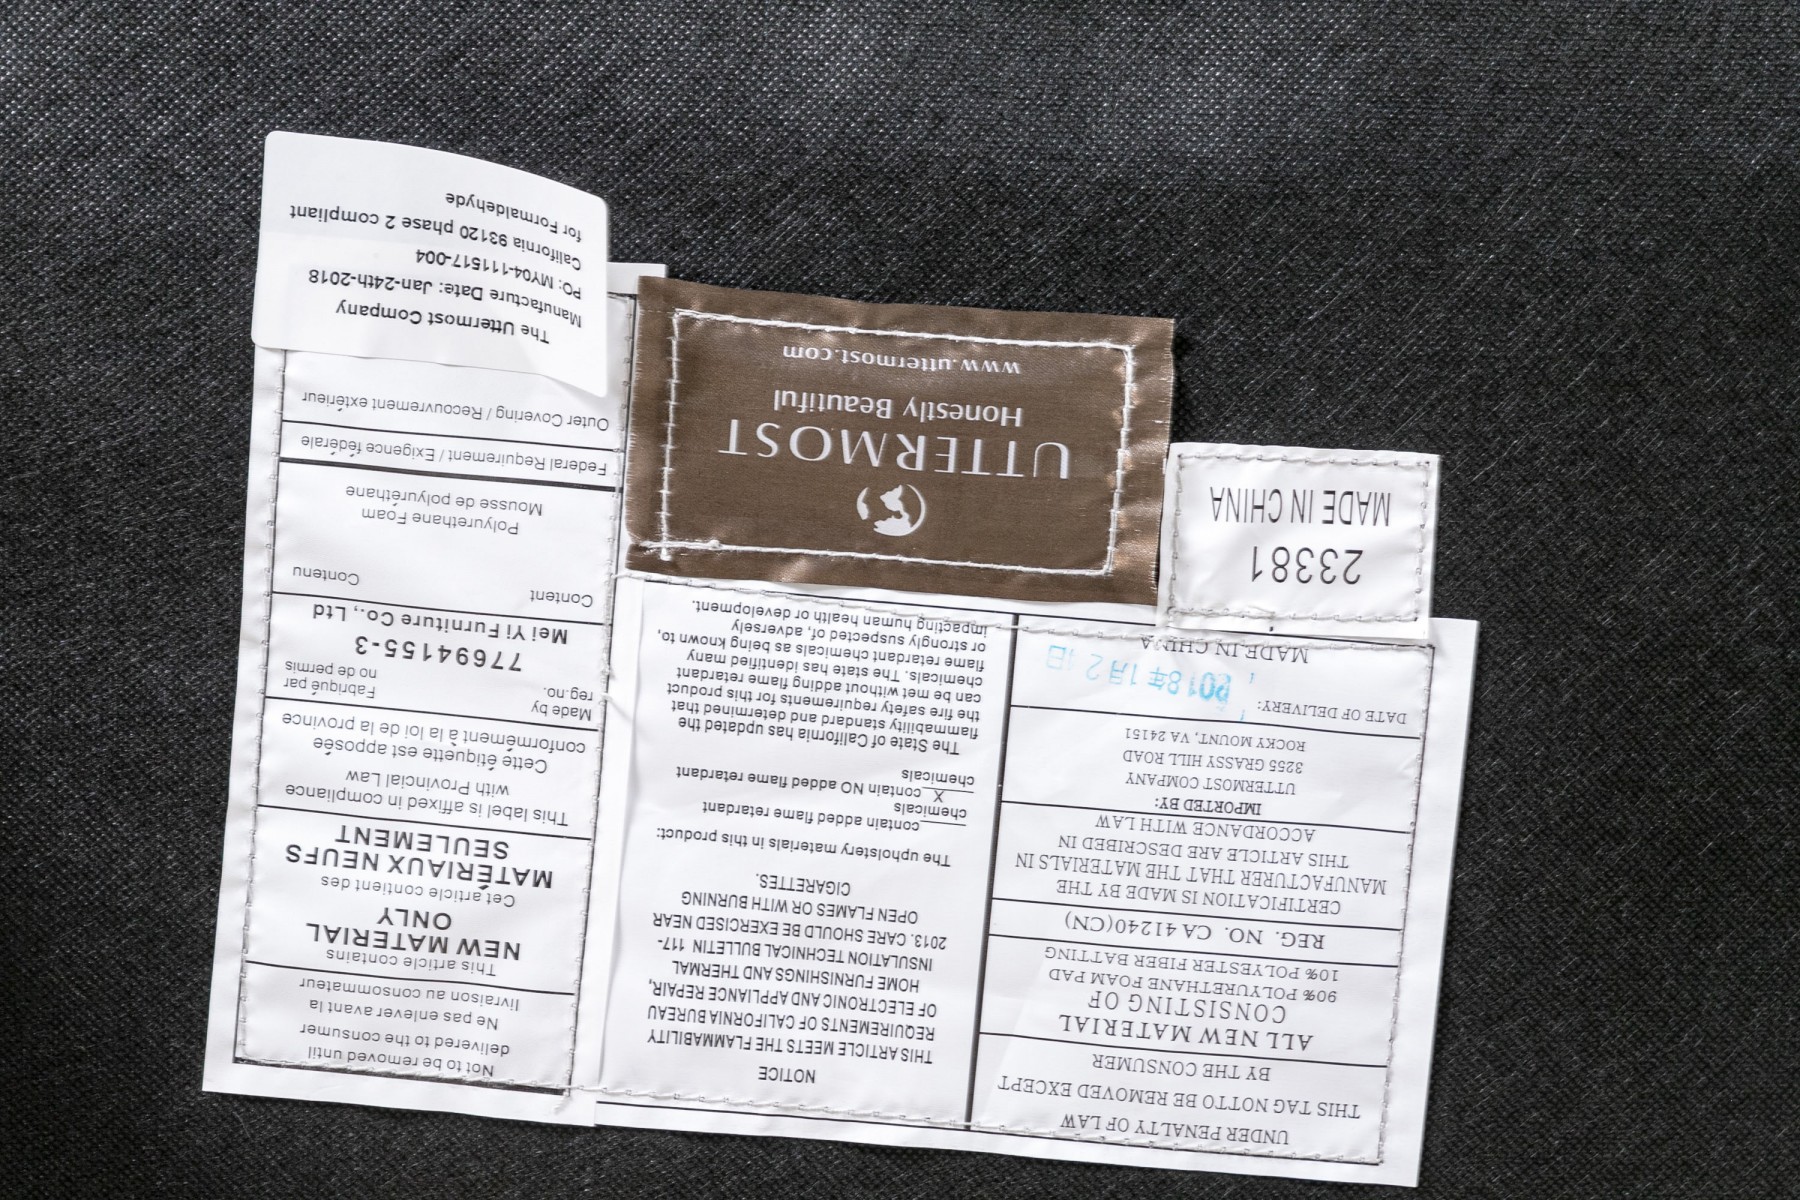 UNDER PENALTY OF LAW
THIS TAG NOTTO BE REMOVED EXCEPT
BY THE CONSUMER
ALL NEW MATERIAL
CONSISTING OF
90% POLYURETHANE FOAM PAD
10% POLYESTER FIBER BATTING
REG. NO. CA 41240(CN)
CERTIFICATION IS MADE BY THE
MANUFACTURER THAT THE MATERIALS IN
THIS ARTICLE ARE DESCRIBED IN
ACCORDANCE WITH LAW
IMPORTED BY:
UTTERMOST COMPANY
3255 GRASSY HILL ROAD
ROCKY MOUNT, VA 24151
DATE OF DELIVERY: 2018年1月2日
MADE IN CHINA
NOTICE
THIS ARTICLE MEETS THE FLAMMABILITY
REQUIREMENTS OF CALIFORNIA BUREAU
OF ELECTRONIC AND APPLIANCE REPAIR,
HOME FURNISHINGS AND THERMAL
INSULATION TECHNICAL BULLETIN 117-
2013. CARE SHOULD BE EXERCISED NEAR
OPEN FLAMES OR WITH BURNING
CIGARETTES.
The upholstery materials in this product:
____contain added flame retardant
chemicals
__X__contain NO added flame retardant
chemicals
The State of California has updated the
flammability standard and determined that
the fire safety requirements for this product
can be met without adding flame retardant
chemicals. The state has identified many
flame retardant chemicals as being known to,
or strongly suspected of, adversely
impacting human health or development.
Not to be removed until
delivered to the consumer
Ne pas enlever avant la
livraison au consommateur
This article contains
NEW MATERIAL
ONLY
Cet article contient des
MATÉRIAUX NEUFS
SEULEMENT
This label is affixed in compliance
with Provincial Law
Cette étiquette est apposée
conformément à la loi de la province
Made by Fabriqué par
reg.no. no de permis
77694155-3
Mei Yi Furniture Co., Ltd
Content Contenu
Polyurethane Foam
Mousse de polyuréthane
Federal Requirement / Exigence fédérale
Outer Covering / Recouvrement extérieur
The Uttermost Company
Manufacture Date: Jan-24th-2018
PO: MY04-111517-004
California 93120 phase 2 compliant
for Formaldehyde
UTTERMOST
Honestly Beautiful
www.uttermost.com
23381
MADE IN CHINA